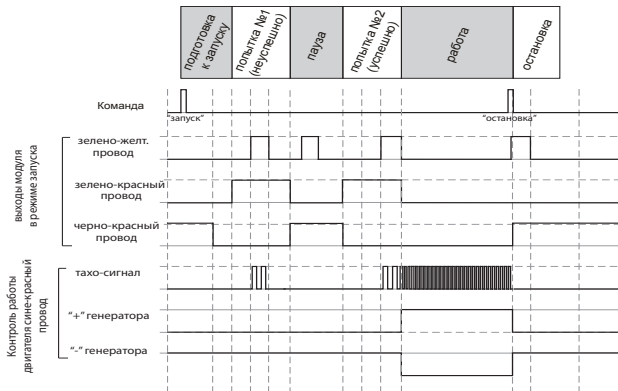 подготовка
к запуску
попытка №1
(неуспешно)
пауза
попытка №2
(успешно)
работа
остановка
Команда
"запуск"
"остановка"
выходы модуля
в режиме запуска
зелено-желт.
провод
зелено-красный
провод
черно-красный
провод
Контроль работы
двигателя сине-красный
провод
тахо-сигнал
"+" генератора
"-" генератора